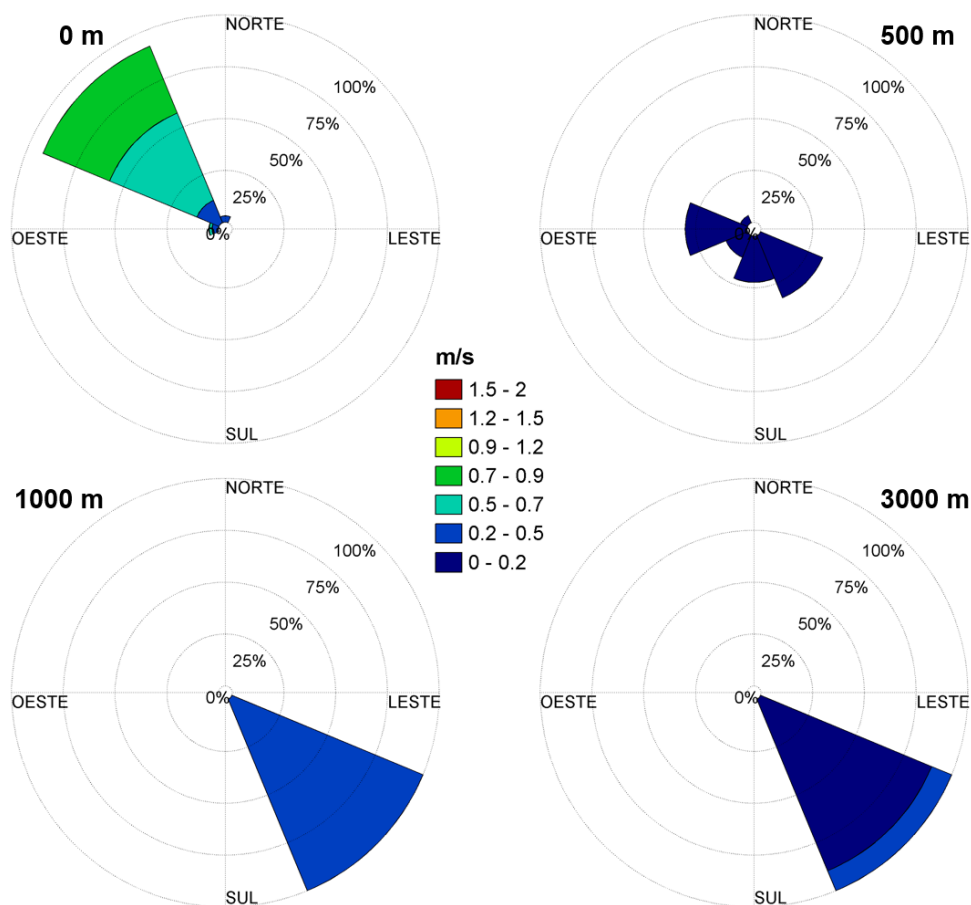 0 m
NORTE
100%
75%
50%
25%
0%
OESTE
LESTE
SUL
500 m
NORTE
100%
75%
50%
25%
0%
OESTE
LESTE
SUL
m/s
1.5 - 2
1.2 - 1.5
0.9 - 1.2
0.7 - 0.9
0.5 - 0.7
0.2 - 0.5
0 - 0.2
1000 m
NORTE
100%
75%
50%
25%
0%
OESTE
LESTE
SUL
3000 m
NORTE
100%
75%
50%
25%
0%
OESTE
LESTE
SUL